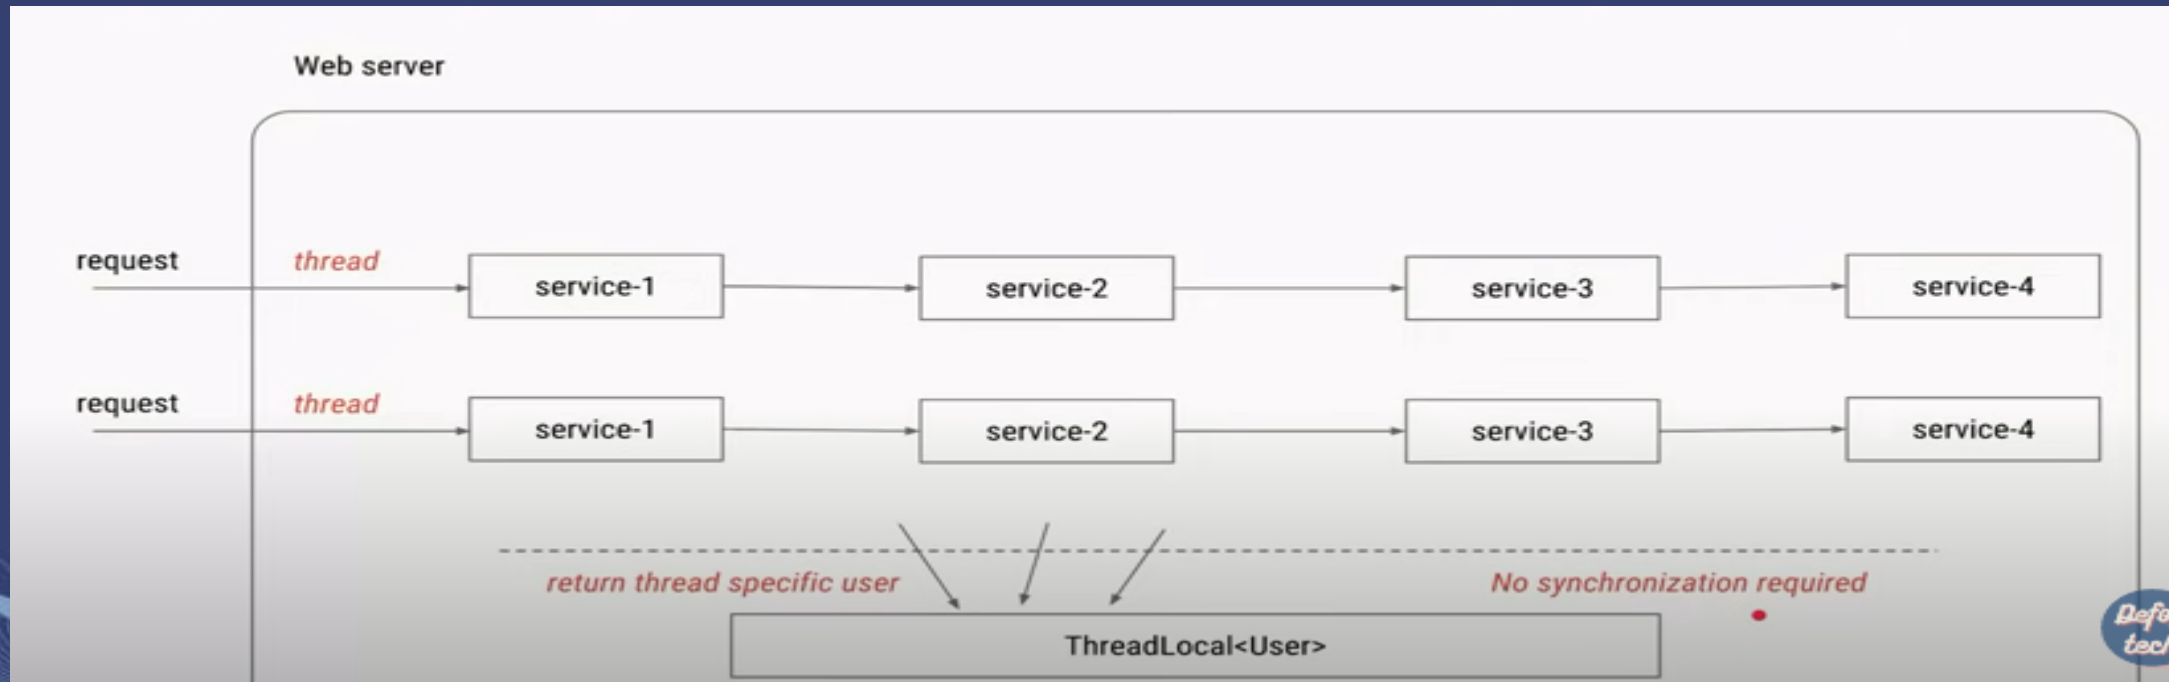 Web server
request
thread
service-1
service-2
service-3
service-4
request
thread
service-1
service-2
service-3
service-4
return thread specific user
No synchronization required
ThreadLocal<User>